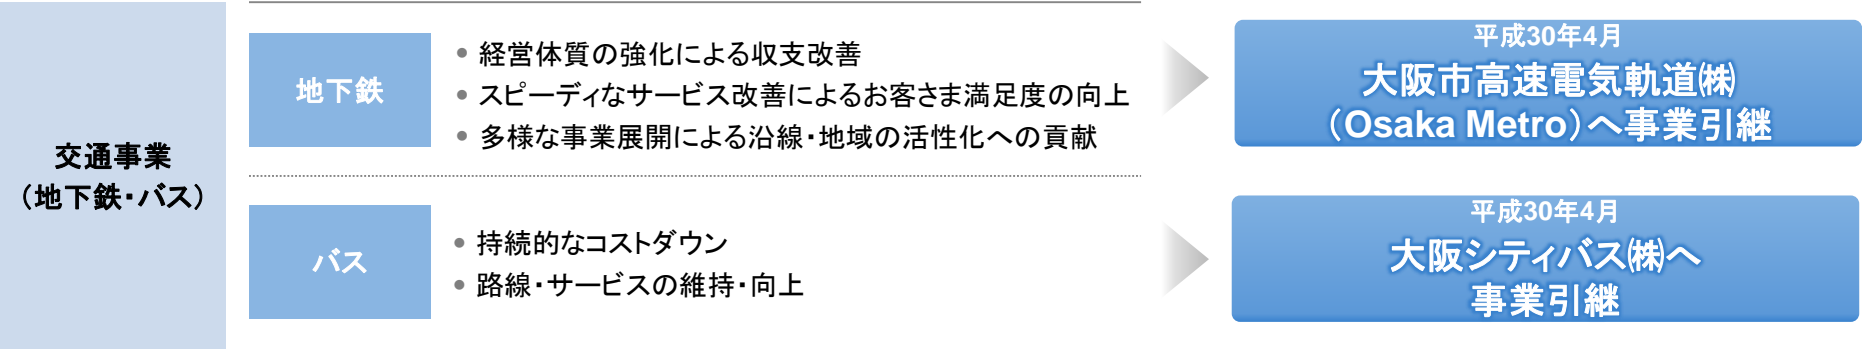 交通事業
（地下鉄・バス）
地下鉄
● 経営体質の強化による収支改善
● スピーディなサービス改善によるお客さま満足度の向上
● 多様な事業展開による沿線・地域の活性化への貢献
平成30年4月
大阪市高速電気軌道㈱
（Osaka Metro）へ事業引継
バス
● 持続的なコストダウン
● 路線・サービスの維持・向上
平成30年4月
大阪シティバス㈱へ
事業引継